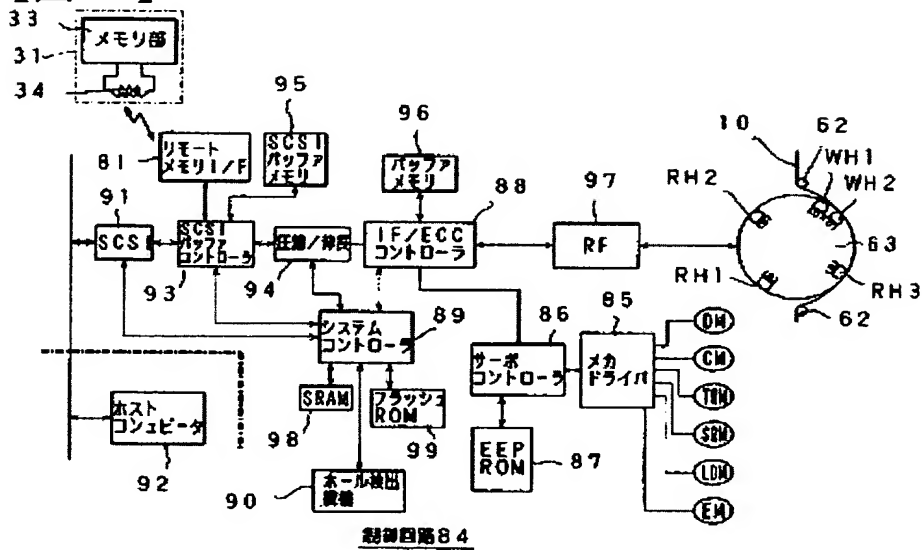 33
メモリ部
31
34
95
96
リモート
メモリI/F
81
SCSI
バッファ
メモリ
バッファ
メモリ
88
97
10
62
WH1
WH2
RH2
91
SCSI
SCSI
バッファ
コントローラ
93
圧縮/伸長
94
IF/ECC
コントローラ
RF
63
RH1
RH3
62
システム
コントローラ
89
86
85
サーボ
コントローラ
メカ
ドライバ
DM
CM
TWM
SRM
LDM
EM
ホスト
コンュピータ
92
SRAM
98
フラッシュ
ROM
99
EEP
ROM
87
90
ホール検出
機構
制御回路84